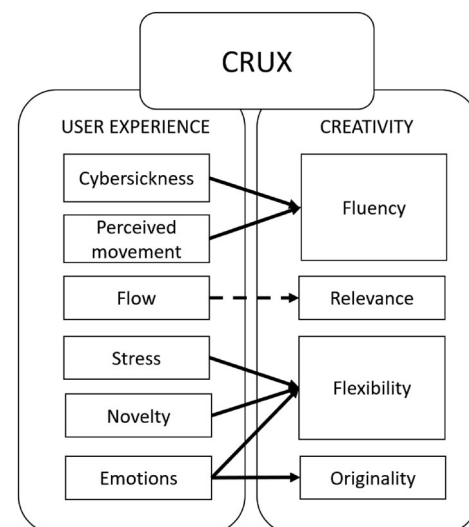 CRUX
USER EXPERIENCE
Cybersickness
Perceived
movement
Flow
Stress
Novelty
Emotions
CREATIVITY
Fluency
Relevance
Flexibility
Originality